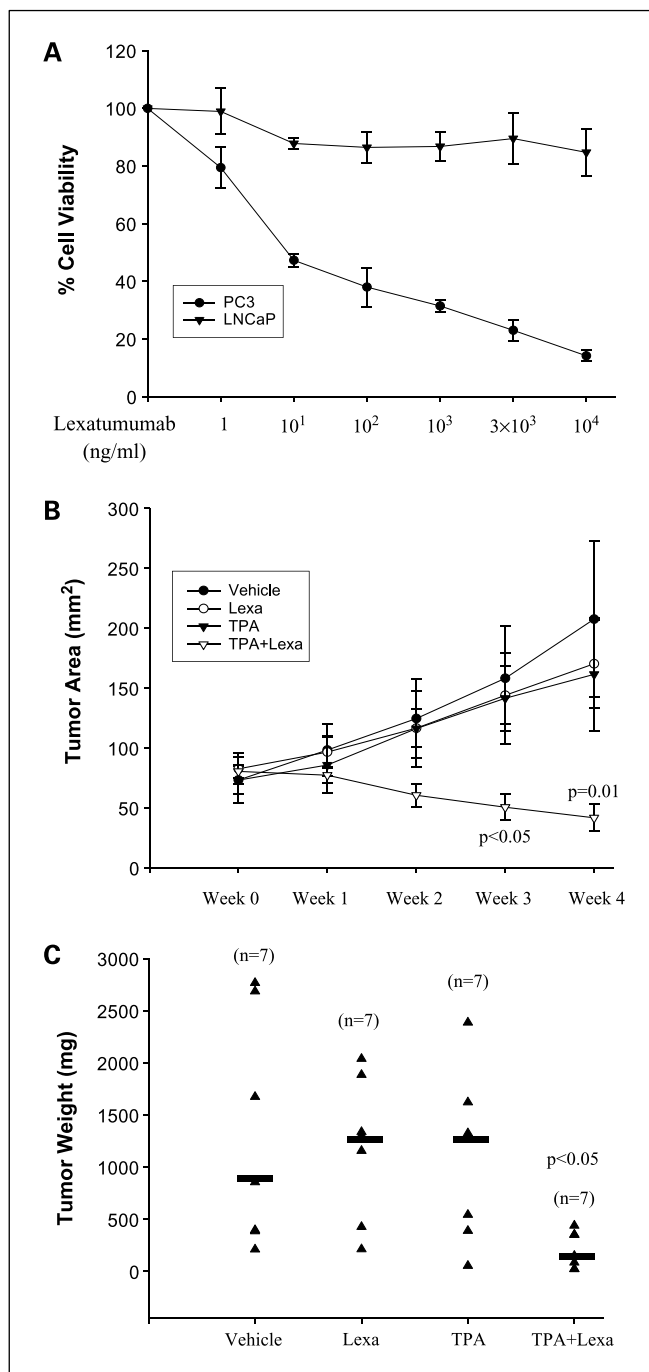 A
120
100
80
60
40
20
0
% Cell Viability
PC3
LNCaP
Lexatumumab
(ng/ml)
1 10¹ 10² 10³ 3×10³ 10⁴
B
300
250
200
150
100
50
0
Tumor Area (mm²)
Vehicle
Lexa
TPA
TPA+Lexa
p=0.01
p<0.05
Week 0 Week 1 Week 2 Week 3 Week 4
C
3000
2500
2000
1500
1000
500
0
Tumor Weight (mg)
(n=7)
(n=7)
(n=7)
p<0.05
(n=7)
Vehicle Lexa TPA TPA+Lexa